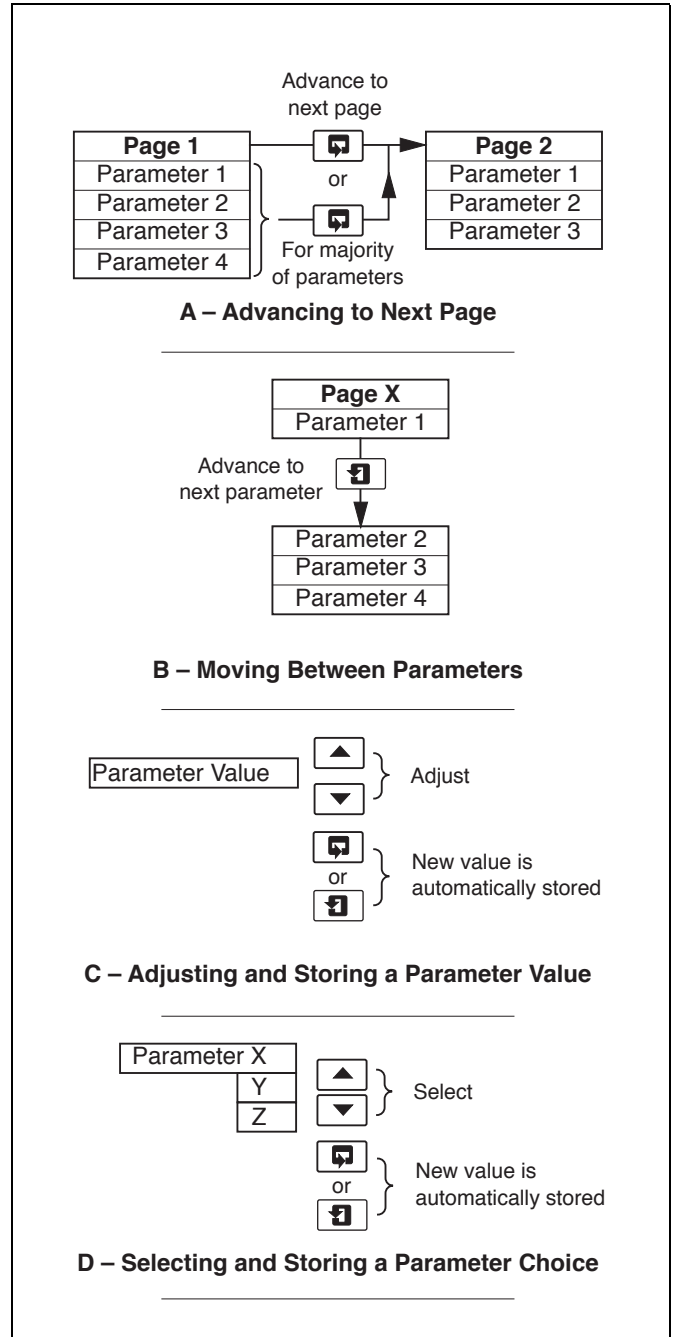 Advance to
next page
Page 1
Page 2
Parameter 1
Parameter 1
or
Parameter 2
Parameter 2
Parameter 3
Parameter 3
For majority
Parameter 4
of parameters
A – Advancing to Next Page
Page X
Parameter 1
Advance to
next parameter
Parameter 2
Parameter 3
Parameter 4
B – Moving Between Parameters
Parameter Value
Adjust
New value is
or
automatically stored
C – Adjusting and Storing a Parameter Value
Parameter X
Y
Select
Z
New value is
or
automatically stored
D – Selecting and Storing a Parameter Choice